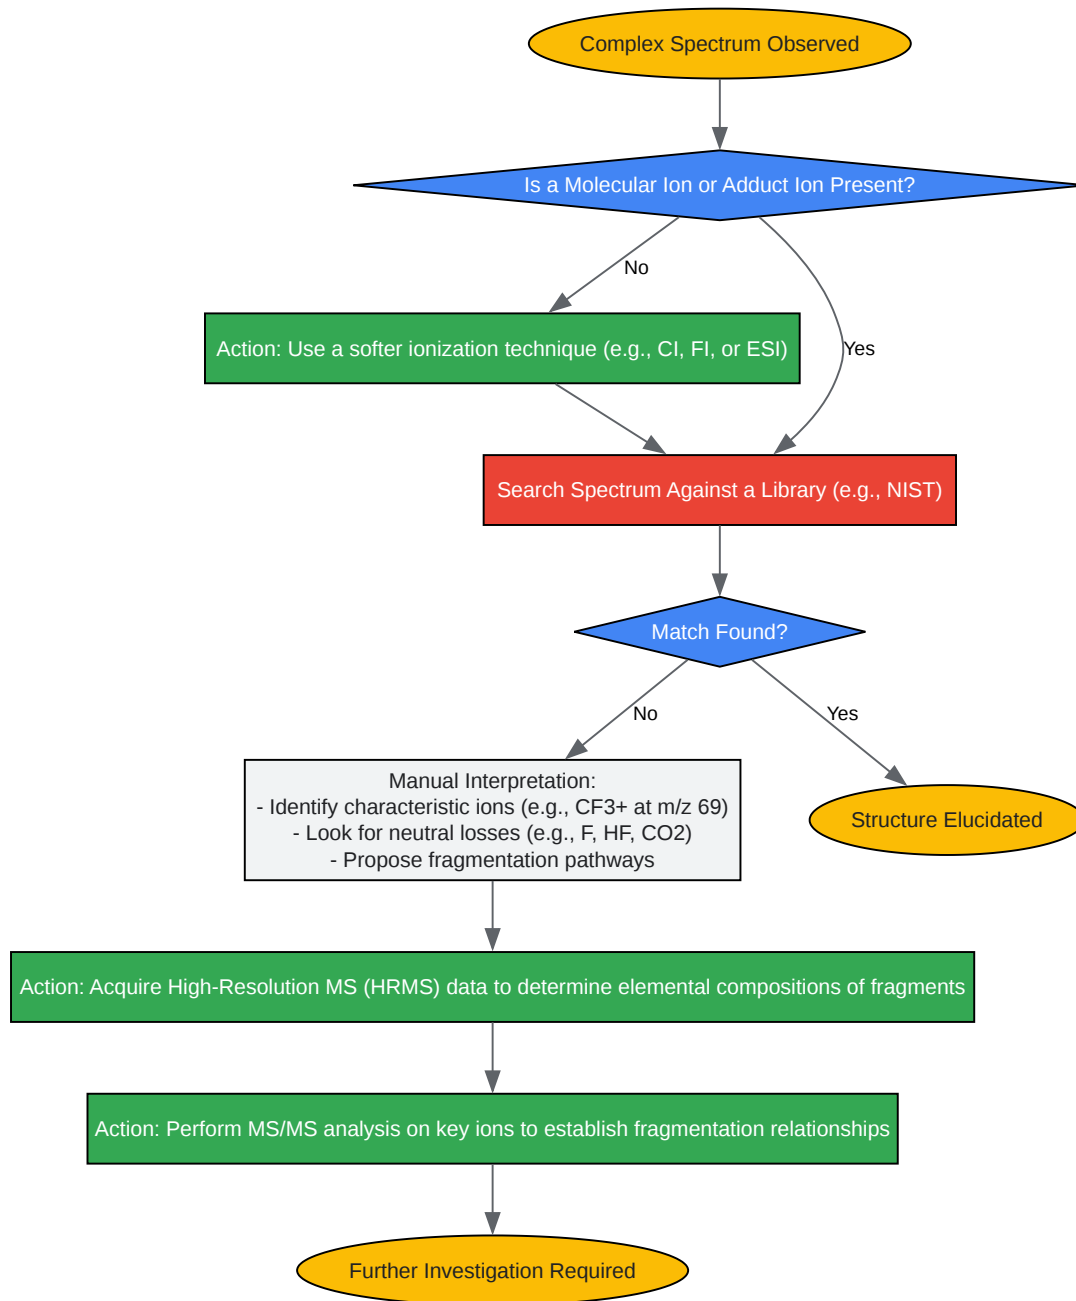 Complex Spectrum Observed
Is a Molecular Ion or Adduct Ion Present?
No
Action: Use a softer ionization technique (e.g., CI, FI, or ESI)
Yes
Search Spectrum Against a Library (e.g., NIST)
Match Found?
No
Yes
Manual Interpretation:
- Identify characteristic ions (e.g., CF3+ at m/z 69)
- Look for neutral losses (e.g., F, HF, CO2)
- Propose fragmentation pathways
Structure Elucidated
Action: Acquire High-Resolution MS (HRMS) data to determine elemental compositions of fragments
Action: Perform MS/MS analysis on key ions to establish fragmentation relationships
Further Investigation Required